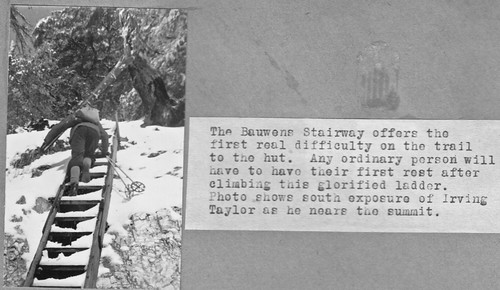 The Bauwens Stairway offers the
first real difficulty on the trail
to the hut.  Any ordinary person will
have to have their first rest after
climbing this glorified ladder.
Photo shows south exposure of Irving
Taylor as he nears the summit.